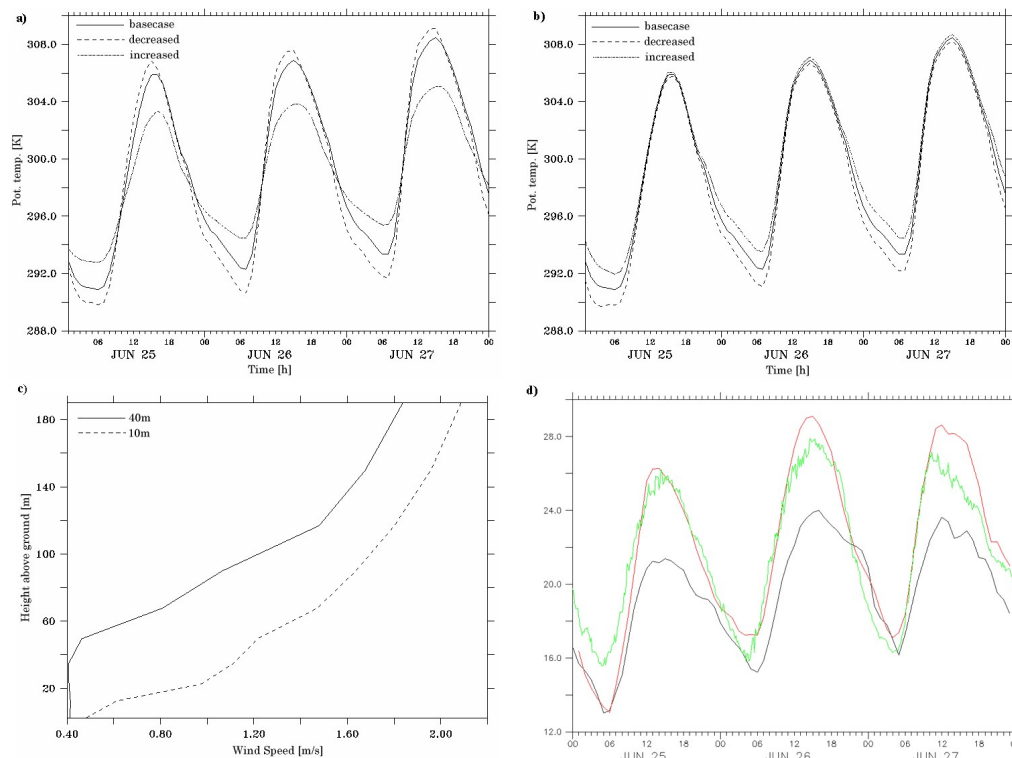 a)
basecase
decreased
increased
308.0
304.0
300.0
296.0
292.0
288.0
Pot. temp. [K]
06 12 18 00 06 12 18 00 06 12 18 00
JUN 25 JUN 26 JUN 27
Time [h]
b)
basecase
decreased
increased
308.0
304.0
300.0
296.0
292.0
288.0
Pot. temp. [K]
06 12 18 00 06 12 18 00 06 12 18 00
JUN 25 JUN 26 JUN 27
Time [h]
c)
40m
10m
180
140
100
60
20
Height above ground [m]
0.40 0.80 1.20 1.60 2.00
Wind Speed [m/s]
d)
28.0
24.0
20.0
16.0
12.0
00 06 12 18 00 06 12 18 00 06 12 18
JUN 25 JUN 26 JUN 27